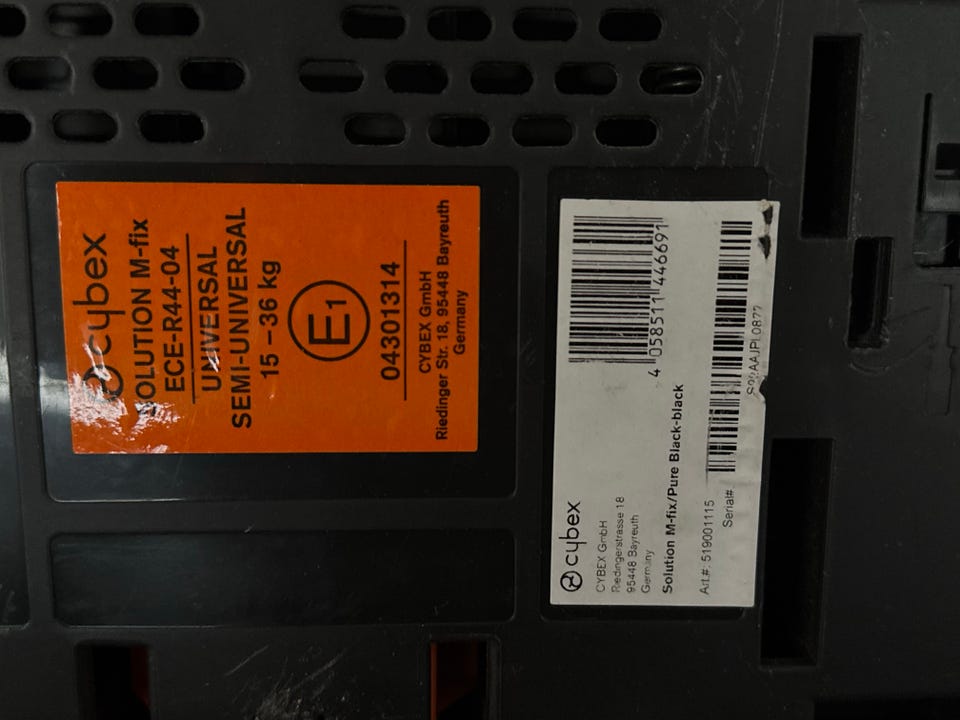 cybex
SOLUTION M-fix
ECE-R44-04
UNIVERSAL
SEMI-UNIVERSAL
15 – 36 kg
E1
04301314
CYBEX GmbH
Riedinger Str. 18, 95448 Bayreuth
Germany
4 058511 446691
cybex
CYBEX GmbH
Riedingerstrasse 18
95448 Bayreuth
Germany
Solution M-fix/Pure Black-black
Art.#: 519001115
Serial#